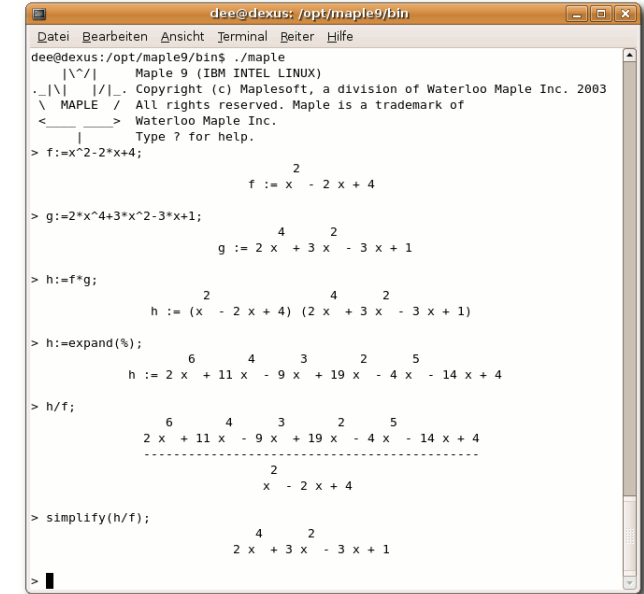 dee@dexus: /opt/maple9/bin
Datei Bearbeiten Ansicht Terminal Reiter Hilfe
dee@dexus:/opt/maple9/bin$ ./maple
    |\^/|     Maple 9 (IBM INTEL LINUX)
._|\|   |/|_. Copyright (c) Maplesoft, a division of Waterloo Maple Inc. 2003
 \  MAPLE  /  All rights reserved. Maple is a trademark of
 <____ ____>  Waterloo Maple Inc.
      |       Type ? for help.
> f:=x^2-2*x+4;
                                   2
                             f := x  - 2 x + 4

> g:=2*x^4+3*x^2-3*x+1;
                                 4      2
                         g := 2 x  + 3 x  - 3 x + 1

> h:=f*g;
                       2                4      2
                h := (x  - 2 x + 4) (2 x  + 3 x  - 3 x + 1)

> h:=expand(%);
                     6       4      3       2      5
             h := 2 x  + 11 x  - 9 x  + 19 x  - 4 x  - 14 x + 4

> h/f;
                  6       4      3       2      5
               2 x  + 11 x  - 9 x  + 19 x  - 4 x  - 14 x + 4
               ---------------------------------------------
                                2
                               x  - 2 x + 4

> simplify(h/f);
                              4      2
                           2 x  + 3 x  - 3 x + 1

>